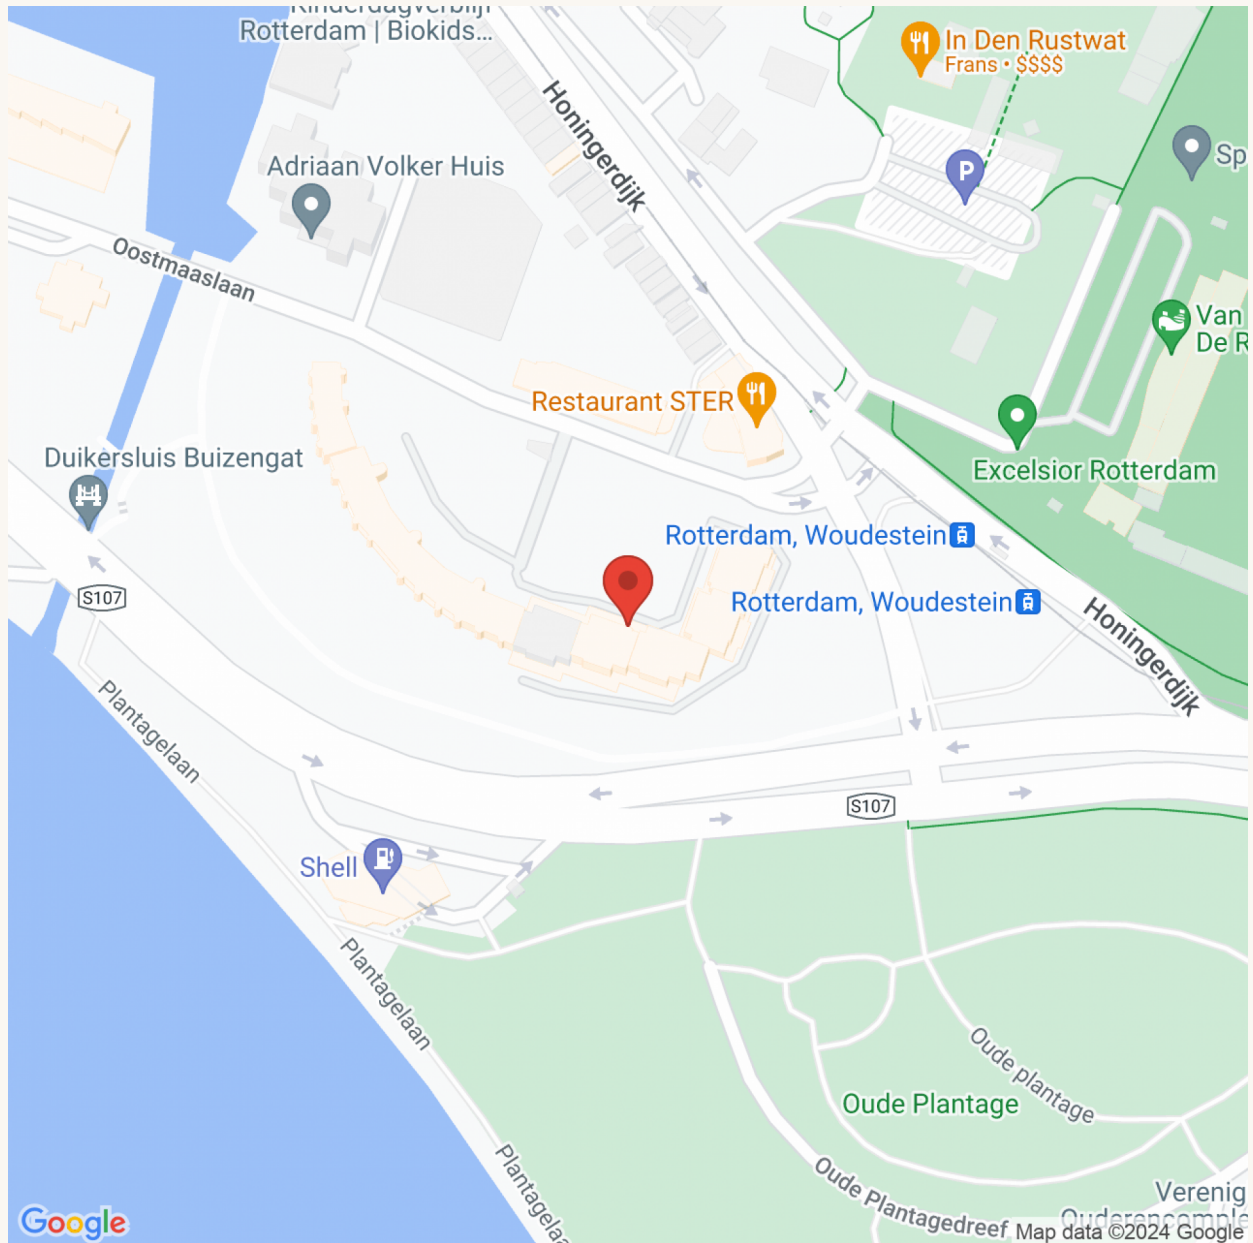 Kinderdagverblijf
Rotterdam | Biokids...
In Den Rustwat
Frans • $$$$
Honingerdijk
P
Sp
Adriaan Volker Huis
Oostmaaslaan
Van
De R
Restaurant STER
Duikersluis Buizengat
Excelsior Rotterdam
Rotterdam, Woudestein
S107
Rotterdam, Woudestein
Honingerdijk
Plantagelaan
S107
Shell
Plantagelaan
Oude plantage
Oude Plantage
Plantagela
Oude Plantagedreef
Verenig
Ouderencomple
Google
Map data ©2024 Google